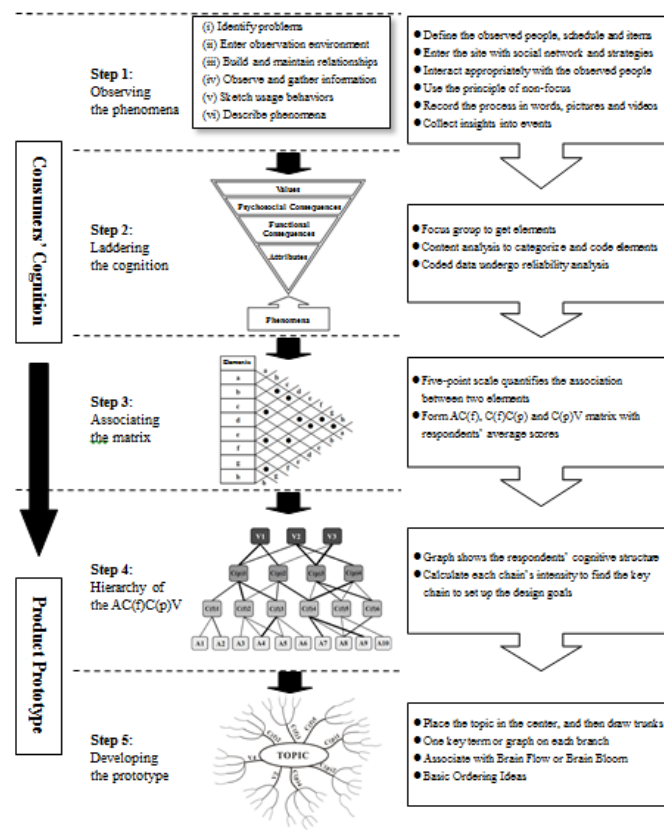 (i) Identify problems
(ii) Enter observation environment
(iii) Build and maintain relationships
(iv) Observe and gather information
(v) Sketch usage behaviors
(vi) Describe phenomena
● Define the observed people, schedule and items
● Enter the site with social network and strategies
● Interact appropriately with the observed people
● Use the principle of non-focus
● Record the process in words, pictures and videos
● Collect insights into events
Step 1:
Observing
the phenomena
Consumers' Cognition
Step 2:
Laddering
the cognition
Values
Psychosocial Consequences
Functional
Consequences
Attributes
Phenomena
● Focus group to get elements
● Content analysis to categorize and code elements
● Coded data undergo reliability analysis
Step 3:
Associating
the matrix
Elements
a
b
c
d
e
f
g
h
● Five-point scale quantifies the association
between two elements
● Form AC(f), C(f)C(p) and C(p)V matrix with
respondents' average scores
Step 4:
Hierarchy of
the AC(f)C(p)V
V1 V2 V3
C(p)1 C(p)2 C(p)3 C(p)4
C(f)1 C(f)2 C(f)3 C(f)4 C(f)5 C(f)6
A1 A2 A3 A4 A5 A6 A7 A8 A9 A10
● Graph shows the respondents' cognitive structure
● Calculate each chain's intensity to find the key
chain to set up the design goals
Product Prototype
Step 5:
Developing
the prototype
TOPIC
● Place the topic in the center, and then draw trunks
● One key term or graph on each branch
● Associate with Brain Flow or Brain Bloom
● Basic Ordering Ideas